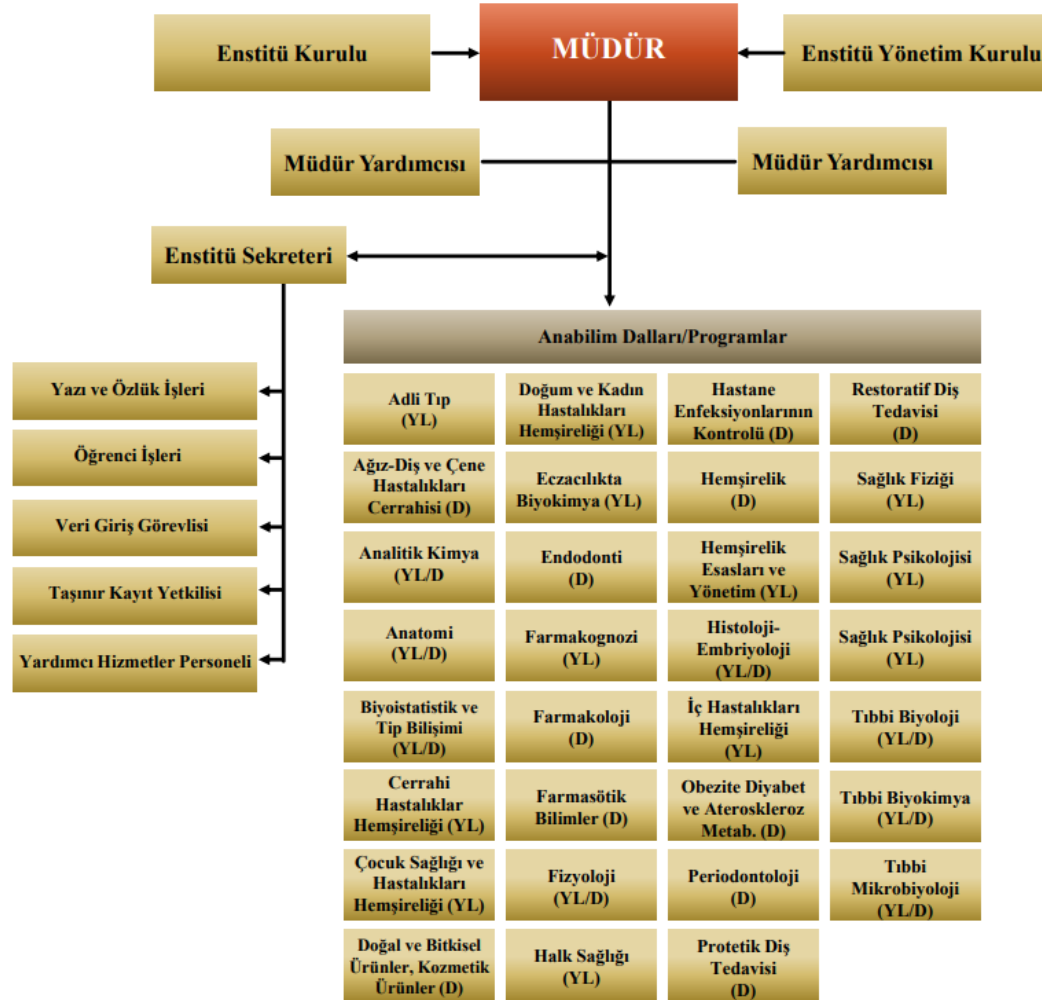 Enstitü Kurulu
MÜDÜR
Enstitü Yönetim Kurulu
Müdür Yardımcısı
Müdür Yardımcısı
Enstitü Sekreteri
Yazı ve Özlük İşleri
Öğrenci İşleri
Veri Giriş Görevlisi
Taşınır Kayıt Yetkilisi
Yardımcı Hizmetler Personeli
Anabilim Dalları/Programlar
Adli Tıp
(YL)
Doğum ve Kadın
Hastalıkları
Hemşireliği (YL)
Hastane
Enfeksiyonlarının
Kontrolü (D)
Restoratif Diş
Tedavisi
(D)
Ağız-Diş ve Çene
Hastalıkları
Cerrahisi (D)
Eczacılıkta
Biyokimya (YL)
Hemşirelik
(D)
Sağlık Fiziği
(YL)
Analitik Kimya
(YL/D
Endodonti
(D)
Hemşirelik
Esasları ve
Yönetim (YL)
Sağlık Psikolojisi
(YL)
Anatomi
(YL/D)
Farmakognozi
(YL)
Histoloji-
Embriyoloji
(YL/D)
Sağlık Psikolojisi
(YL)
Biyoistatistik ve
Tip Bilişimi
(YL/D)
Farmakoloji
(D)
İç Hastalıkları
Hemşireliği
(YL)
Tıbbi Biyoloji
(YL/D)
Cerrahi
Hastalıklar
Hemşireliği (YL)
Farmasötik
Bilimler (D)
Obezite Diyabet
ve Ateroskleroz
Metab. (D)
Tıbbi Biyokimya
(YL/D)
Çocuk Sağlığı ve
Hastalıkları
Hemşireliği (YL)
Fizyoloji
(YL/D)
Periodontoloji
(D)
Tıbbi
Mikrobiyoloji
(YL/D)
Doğal ve Bitkisel
Ürünler, Kozmetik
Ürünler (D)
Halk Sağlığı
(YL)
Protetik Diş
Tedavisi
(D)